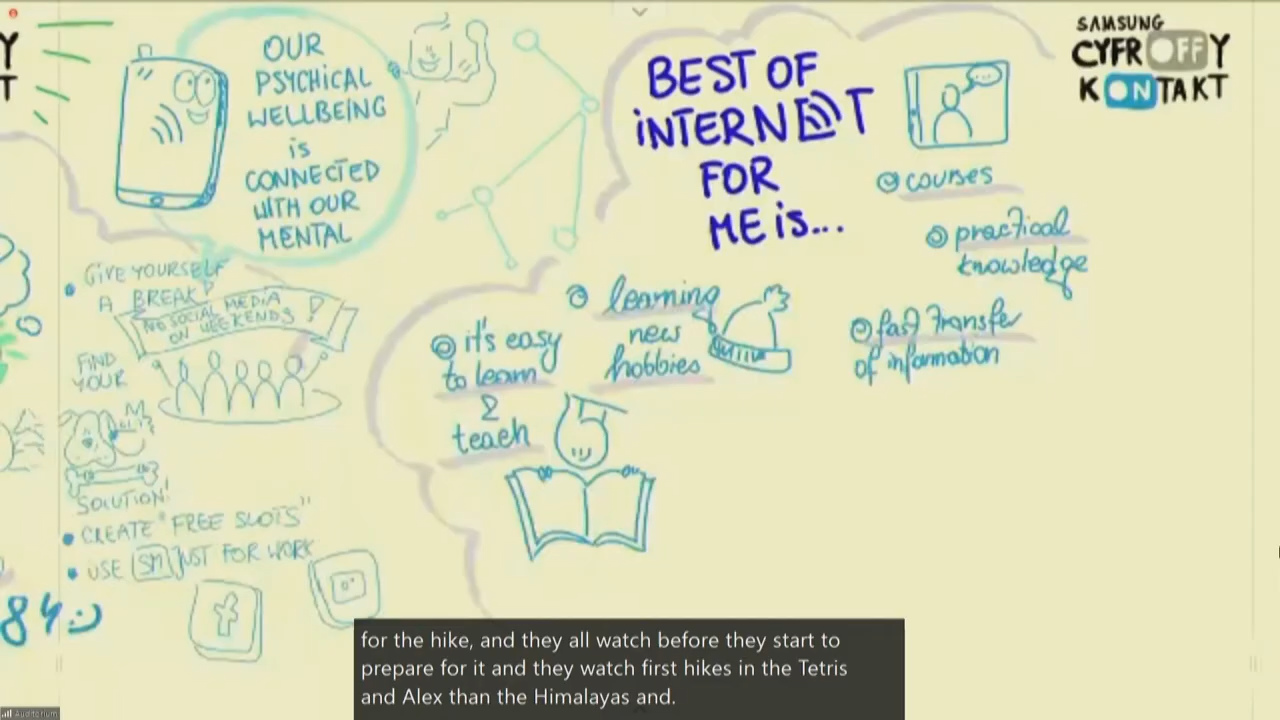 Y
T
OUR
PSYCHICAL
WELLBEING
is
CONNECTED
WITH OUR
MENTAL
• GIVE YOURSELF
A BREAK!
NO SOCIAL MEDIA
ON WEEKENDS !
FIND
YOUR
SOLUTION!
• CREATE "FREE SLOTS"
• USE SM JUST FOR WORK
f
84
BEST OF
iNTERNET
FOR
ME is...
SAMSUNG
CYFROFFY
KONTAKT
courses
practical
knowledge
learning
new
hobbies
fast transfer
of information
it's easy
to learn
&
teach
for the hike, and they all watch before they start to
prepare for it and they watch first hikes in the Tetris
and Alex than the Himalayas and.
Auditorium